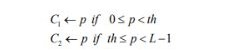 C₁ ← p if 0 ≤ p < th
C₂ ← p if th ≤ p < L − 1